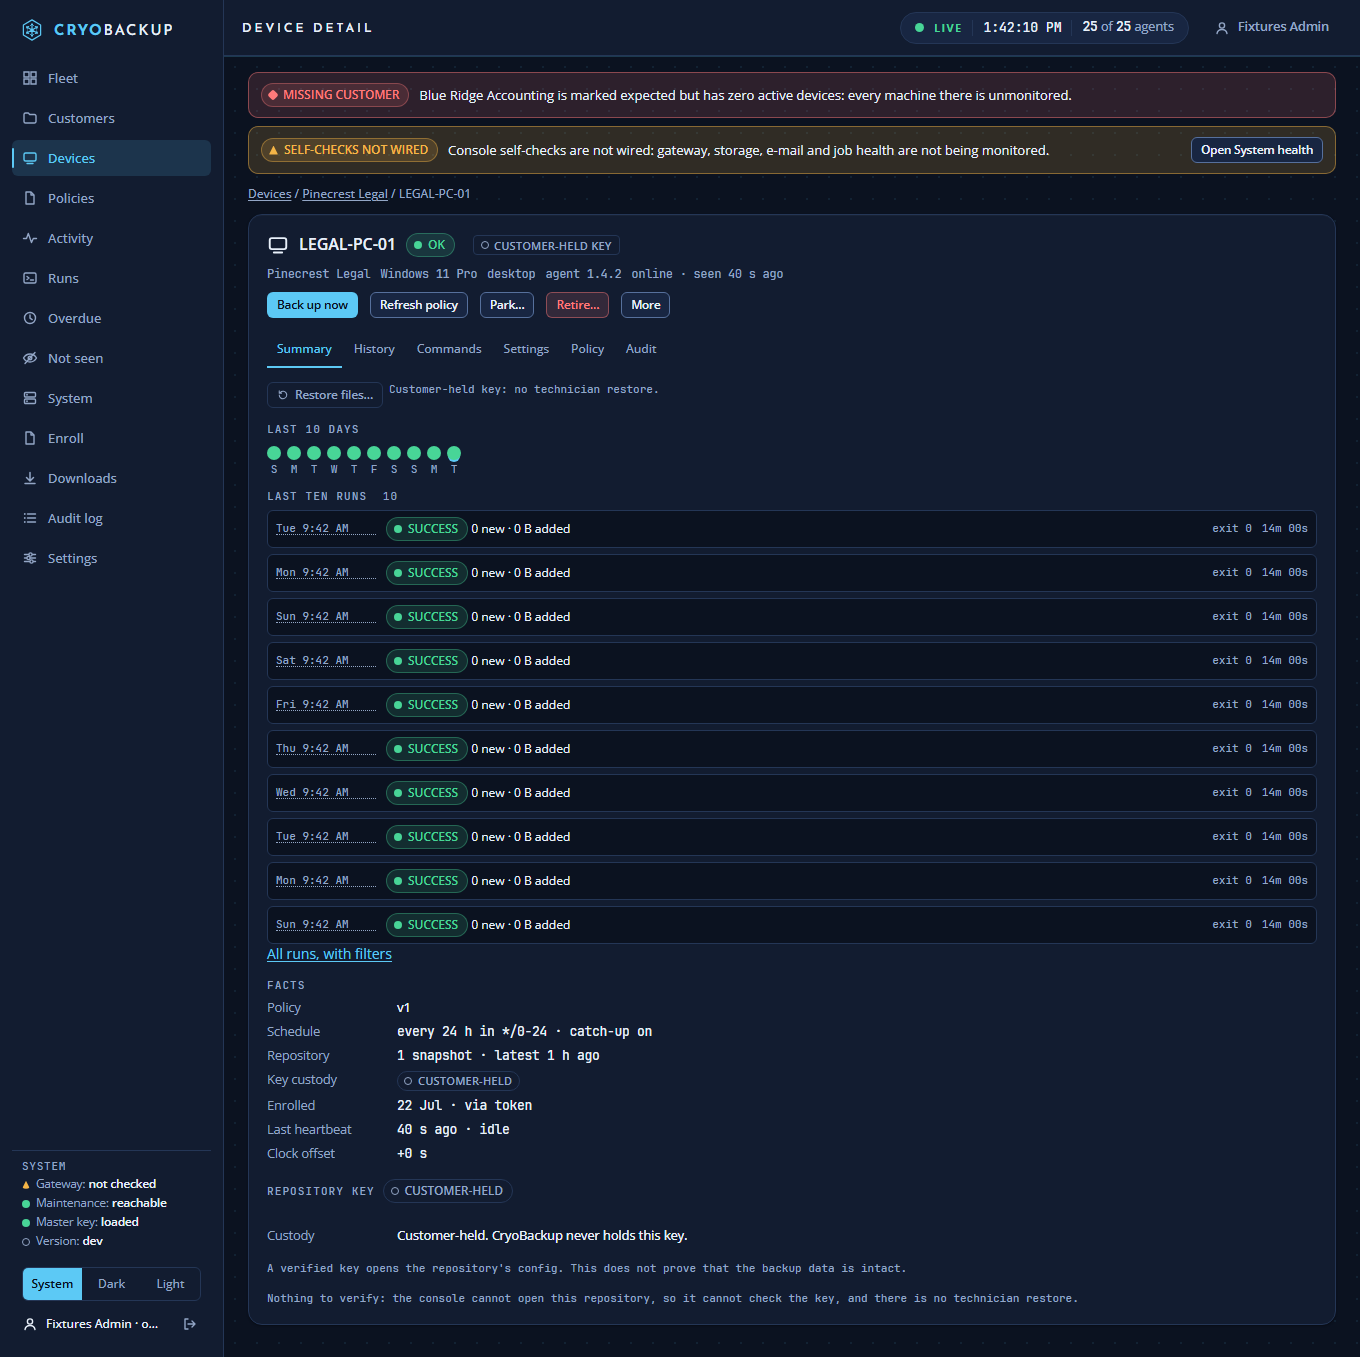 CRYOBACKUP
DEVICE DETAIL
LIVE 1:42:10 PM 25 of 25 agents
Fixtures Admin
Fleet
Customers
Devices
Policies
Activity
Runs
Overdue
Not seen
System
Enroll
Downloads
Audit log
Settings
MISSING CUSTOMER Blue Ridge Accounting is marked expected but has zero active devices: every machine there is unmonitored.
SELF-CHECKS NOT WIRED Console self-checks are not wired: gateway, storage, e-mail and job health are not being monitored. Open System health
Devices / Pinecrest Legal / LEGAL-PC-01
LEGAL-PC-01 OK CUSTOMER-HELD KEY
Pinecrest Legal Windows 11 Pro desktop agent 1.4.2 online · seen 40 s ago
Back up now Refresh policy Park... Retire... More
Summary History Commands Settings Policy Audit
Restore files... Customer-held key: no technician restore.
LAST 10 DAYS
S M T W T F S S M T
LAST TEN RUNS 10
Tue 9:42 AM SUCCESS 0 new · 0 B added exit 0 14m 00s
Mon 9:42 AM SUCCESS 0 new · 0 B added exit 0 14m 00s
Sun 9:42 AM SUCCESS 0 new · 0 B added exit 0 14m 00s
Sat 9:42 AM SUCCESS 0 new · 0 B added exit 0 14m 00s
Fri 9:42 AM SUCCESS 0 new · 0 B added exit 0 14m 00s
Thu 9:42 AM SUCCESS 0 new · 0 B added exit 0 14m 00s
Wed 9:42 AM SUCCESS 0 new · 0 B added exit 0 14m 00s
Tue 9:42 AM SUCCESS 0 new · 0 B added exit 0 14m 00s
Mon 9:42 AM SUCCESS 0 new · 0 B added exit 0 14m 00s
Sun 9:42 AM SUCCESS 0 new · 0 B added exit 0 14m 00s
All runs, with filters
FACTS
Policy v1
Schedule every 24 h in */0-24 · catch-up on
Repository 1 snapshot · latest 1 h ago
Key custody CUSTOMER-HELD
Enrolled 22 Jul · via token
Last heartbeat 40 s ago · idle
Clock offset +0 s
REPOSITORY KEY CUSTOMER-HELD
Custody Customer-held. CryoBackup never holds this key.
A verified key opens the repository's config. This does not prove that the backup data is intact.
Nothing to verify: the console cannot open this repository, so it cannot check the key, and there is no technician restore.
SYSTEM
Gateway: not checked
Maintenance: reachable
Master key: loaded
Version: dev
System Dark Light
Fixtures Admin · o...